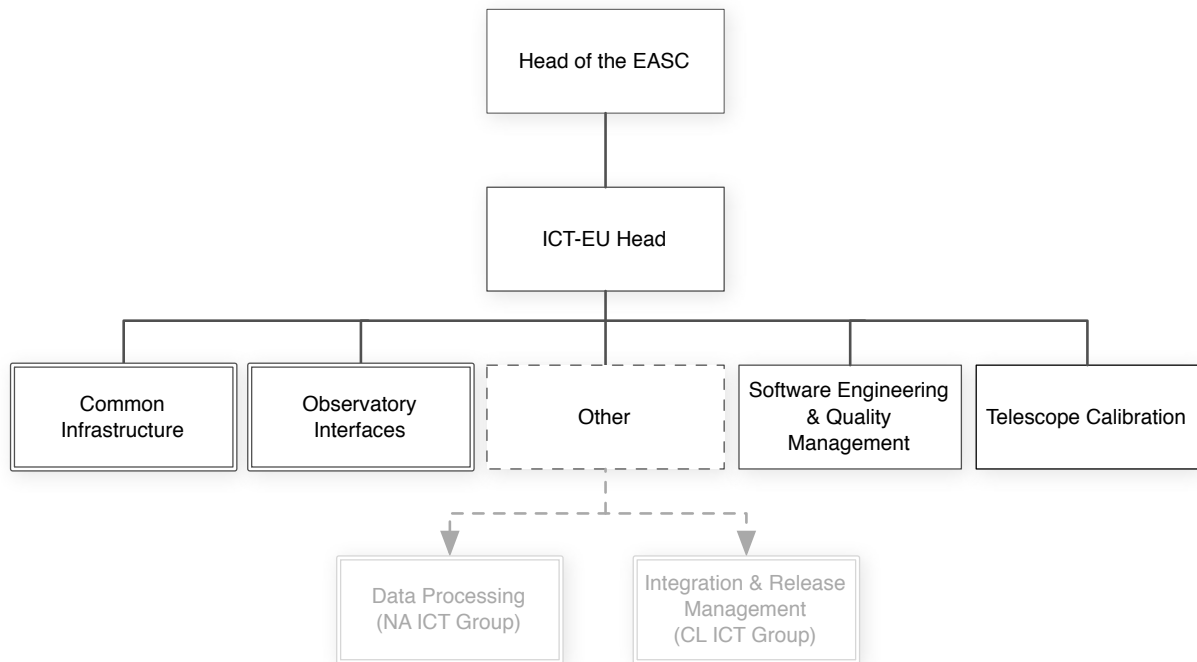 Head of the EASC
ICT-EU Head
Common
Infrastructure
Observatory
Interfaces
Other
Software Engineering
& Quality
Management
Telescope Calibration
Data Processing
(NA ICT Group)
Integration & Release
Management
(CL ICT Group)